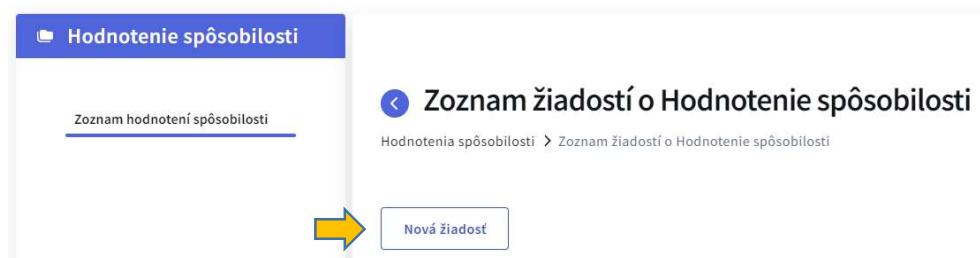 Hodnotenie spôsobilosti
Zoznam hodnotení spôsobilosti
Zoznam žiadostí o Hodnotenie spôsobilosti
Hodnotenia spôsobilosti > Zoznam žiadostí o Hodnotenie spôsobilosti
Nová žiadosť